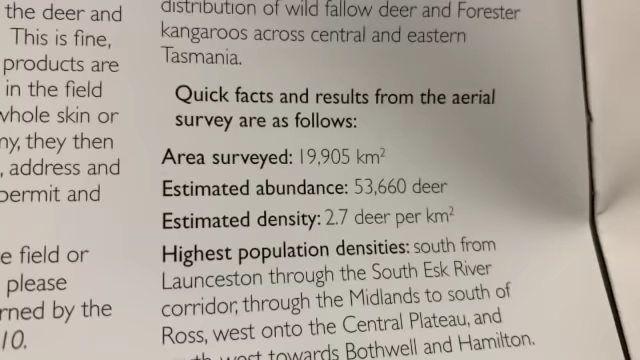 the deer and
This is fine,
products are
in the field
whole skin or
ny, they then
, address and
permit and
e field or
please
rned by the
10.
distribution of wild fallow deer and Forester
kangaroos across central and eastern
Tasmania.
Quick facts and results from the aerial
survey are as follows:
Area surveyed: 19,905 km²
Estimated abundance: 53,660 deer
Estimated density: 2.7 deer per km²
Highest population densities: south from
Launceston through the South Esk River
corridor, through the Midlands to south of
Ross, west onto the Central Plateau, and
west towards Bothwell and Hamilton.